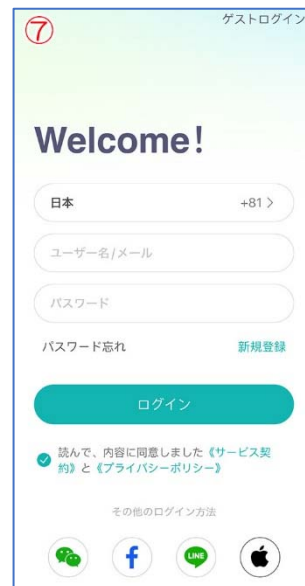 ⑦
ゲストログイン
Welcome!
日本 +81 >
ユーザー名/メール
パスワード
パスワード忘れ 新規登録
ログイン
読んで、内容に同意しました《サービス契
約》と《プライバシーポリシー》
その他のログイン方法
LINE